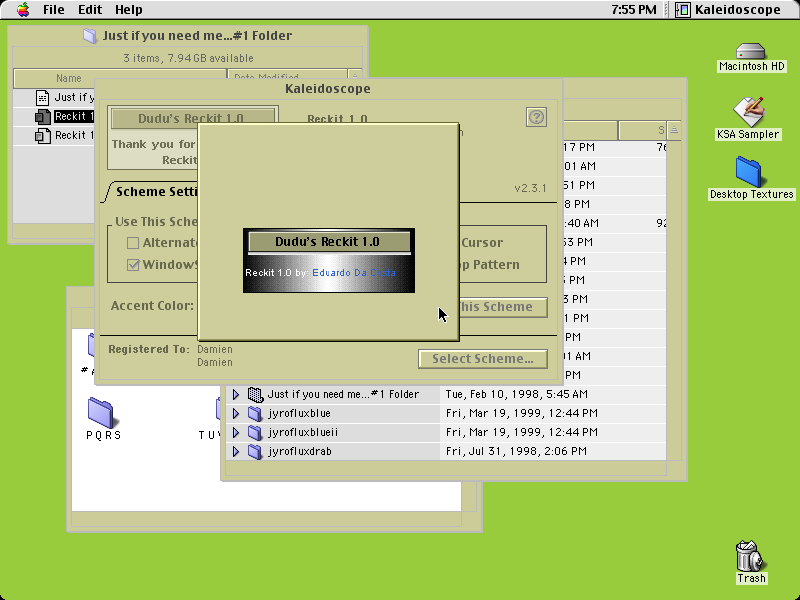 File Edit Help
7:55 PM
Kaleidoscope
Just if you need me...#1 Folder
3 items, 7.94 GB available
Name
Date Modified
Just if y
Reckit 1
Reckit 1
Macintosh HD
KSA Sampler
Desktop Textures
Trash
Kaleidoscope
Dudu's Reckit 1.0
Reckit 1.0
Thank you for
Reckit
v2.3.1
Scheme Setti
Use This Sche
Alternat
Cursor
WindowS
op Pattern
Accent Color:
his Scheme
Registered To:
Damien
Damien
Select Scheme...
Dudu's Reckit 1.0
Reckit 1.0 by: Eduardo Da Costa
S
17 PM
76
01 AM
51 PM
8 PM
:40 AM
92
53 PM
4 PM
5 PM
3 PM
1 PM
PM
01 AM
PM
Just if you need me...#1 Folder
Tue, Feb 10, 1998, 5:45 AM
jyrofluxblue
Fri, Mar 19, 1999, 12:44 PM
jyrofluxblueii
Fri, Mar 19, 1999, 12:44 PM
jyrofluxdrab
Fri, Jul 31, 1998, 2:06 PM
PQRS
TUV